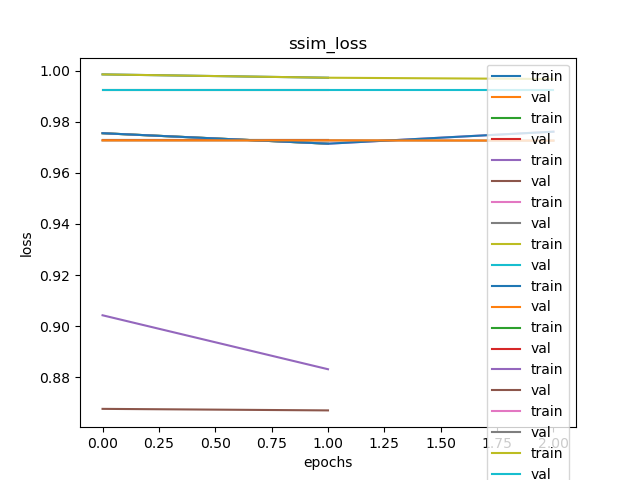 ssim_loss
1.00
0.98
0.96
0.94
0.92
0.90
0.88
loss
0.00 0.25 0.50 0.75 1.00 1.25 1.50 1.75 2.00
epochs
train
val
train
val
train
val
train
val
train
val
train
val
train
val
train
val
train
val
train
val